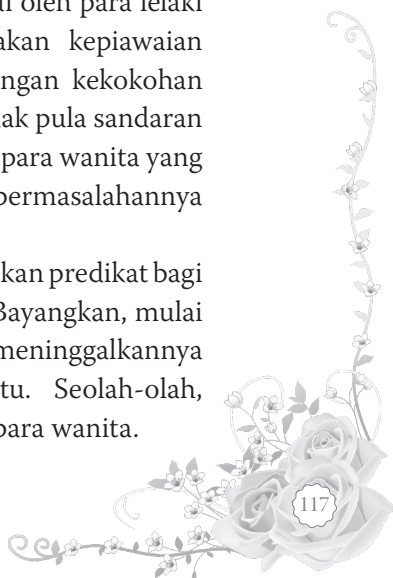 oleh para lelaki
akan kepiawaian
ngan kekokohan
ak pula sandaran
para wanita yang
permasalahannya
kan predikat bagi
Bayangkan, mulai
meninggalkannya
tu. Seolah-olah,
para wanita.
117